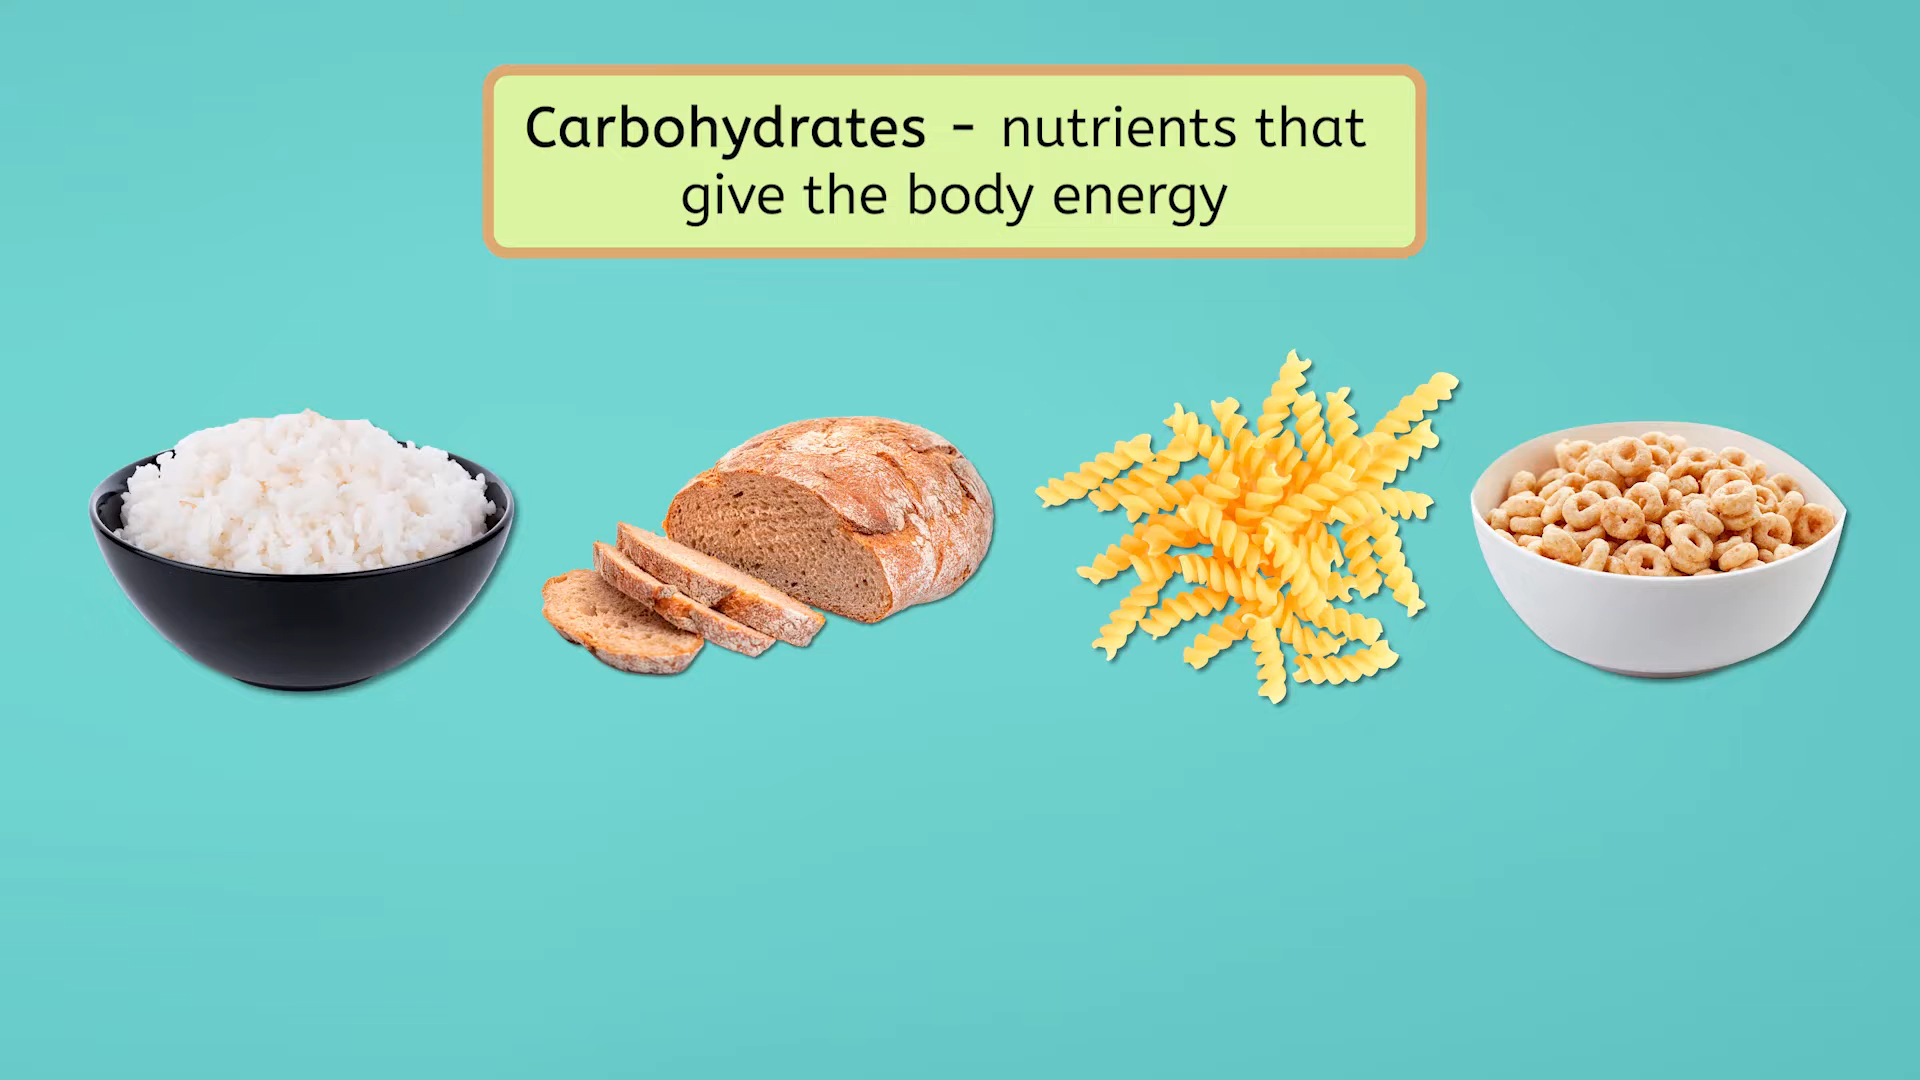 Carbohydrates - nutrients that
give the body energy